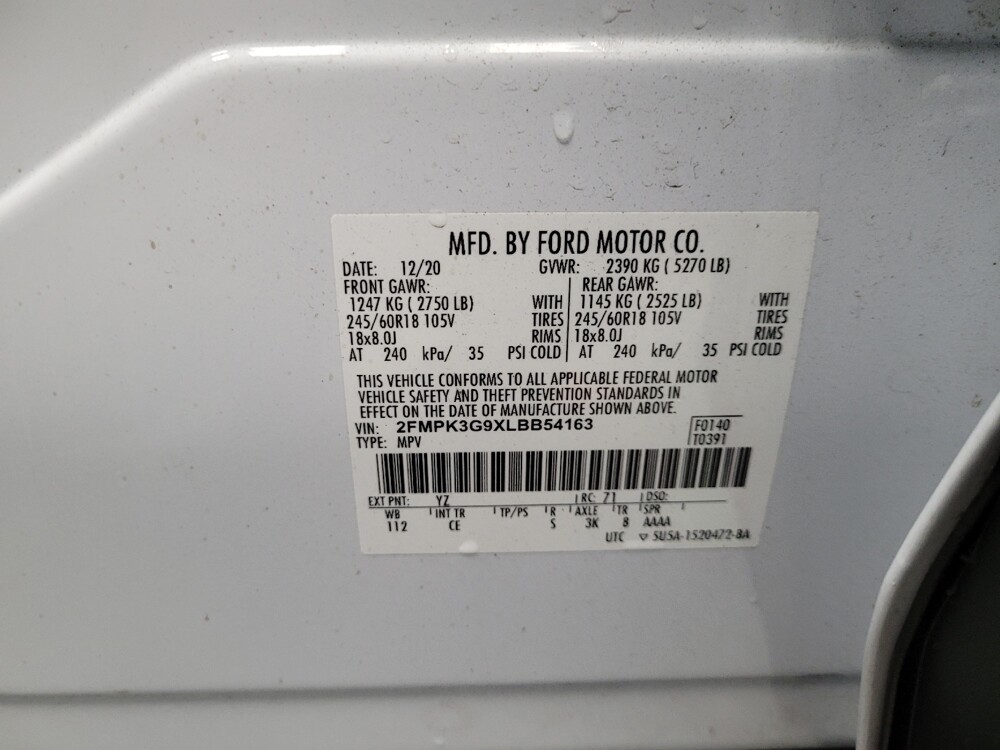 MFD. BY FORD MOTOR CO.
DATE: 12/20 GVWR: 2390 KG ( 5270 LB)
FRONT GAWR: REAR GAWR:
1247 KG ( 2750 LB) WITH 1145 KG ( 2525 LB) WITH
245/60R18 105V TIRES 245/60R18 105V TIRES
18x8.0J RIMS 18x8.0J RIMS
AT 240 kPa/ 35 PSI COLD AT 240 kPa/ 35 PSI COLD
THIS VEHICLE CONFORMS TO ALL APPLICABLE FEDERAL MOTOR
VEHICLE SAFETY AND THEFT PREVENTION STANDARDS IN
EFFECT ON THE DATE OF MANUFACTURE SHOWN ABOVE.
VIN: 2FMPK3G9XLBB54163 F0140
TYPE: MPV T0391
EXT PNT: YZ RC: 71 DSO:
WB INT TR TP/PS R AXLE TR SPR
112 CE S 3K 8 AAAA
UTC 5U5A-1520472-BA